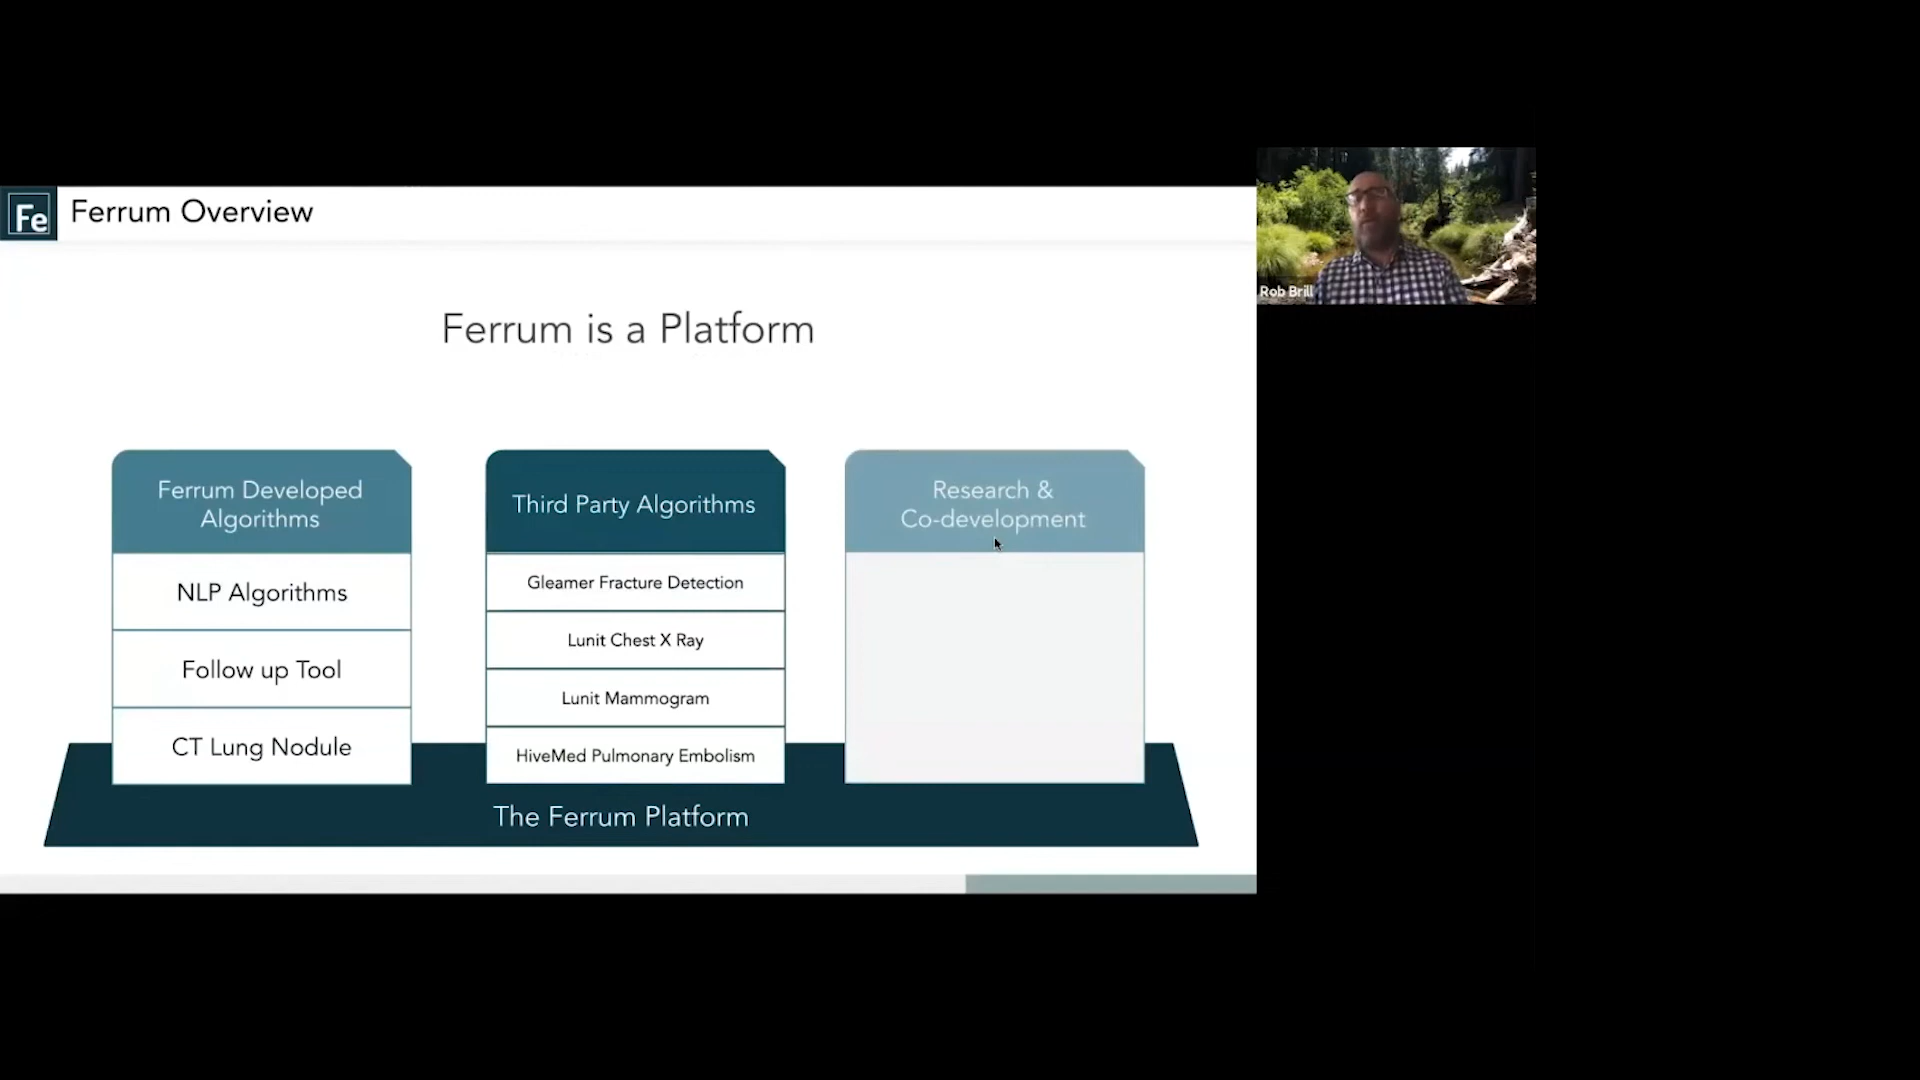 Fe
Ferrum Overview
Ferrum is a Platform
Ferrum Developed
Algorithms
NLP Algorithms
Follow up Tool
CT Lung Nodule
Third Party Algorithms
Gleamer Fracture Detection
Lunit Chest X Ray
Lunit Mammogram
HiveMed Pulmonary Embolism
Research &
Co-development
The Ferrum Platform
Rob Brill